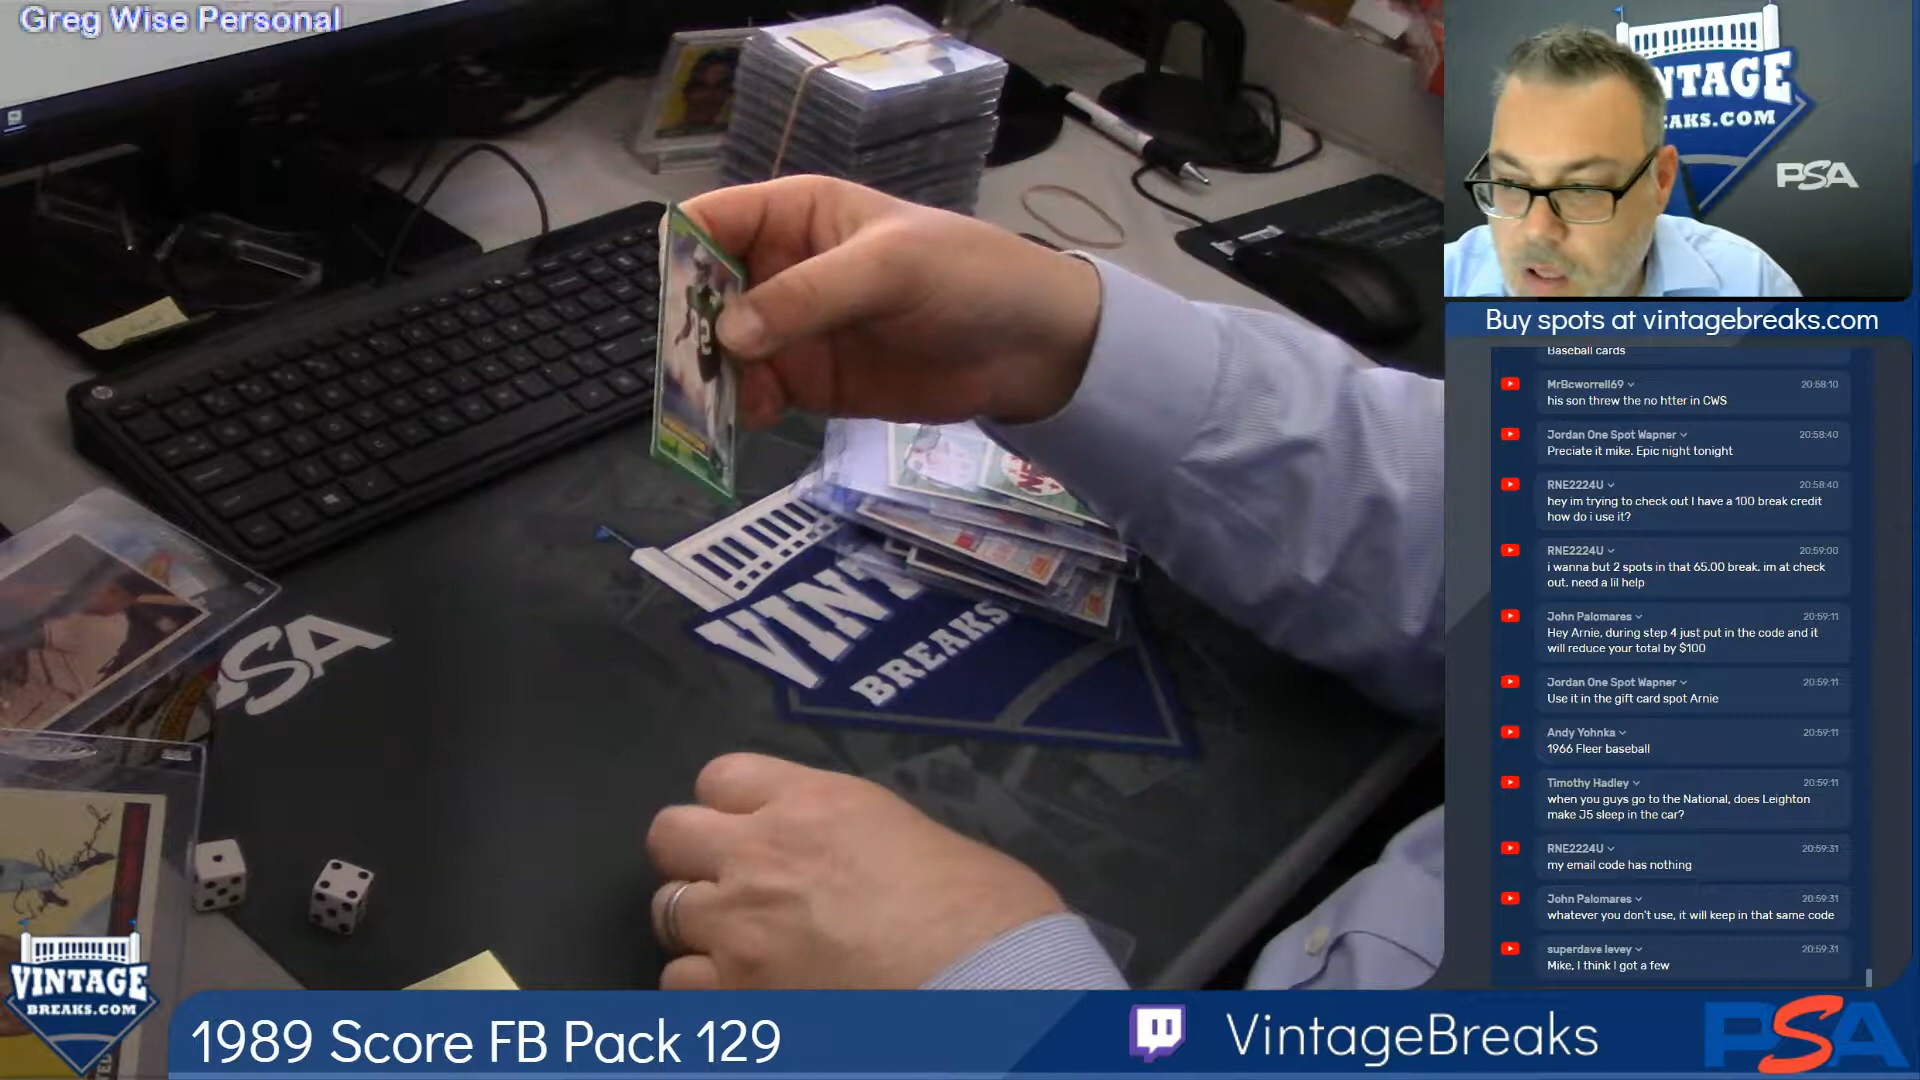 Greg Wise Personal
VINTAGE
BREAKS.COM
PSA
Buy spots at vintagebreaks.com
Baseball cards
MrBcworrell69
20:58:10
his son threw the no htter in CWS
Jordan One Spot Wapner
20:58:40
Preciate it mike. Epic night tonight
RNE2224U
20:58:40
hey im trying to check out I have a 100 break credit
how do i use it?
RNE2224U
20:59:00
i wanna but 2 spots in that 65.00 break. im at check
out. need a lil help
John Palomares
20:59:11
Hey Arnie, during step 4 just put in the code and it
will reduce your total by $100
Jordan One Spot Wapner
20:59:11
Use it in the gift card spot Arnie
Andy Yohnka
20:59:11
1966 Fleer baseball
Timothy Hadley
20:59:11
when you guys go to the National, does Leighton
make J5 sleep in the car?
RNE2224U
20:59:31
my email code has nothing
John Palomares
20:59:31
whatever you don't use, it will keep in that same code
superdave levey
20:59:31
Mike, I think I got a few
12
N
VINT
BREAKS
PSA
VINTAGE
BREAKS.COM
1989 Score FB Pack 129
VintageBreaks
PSA